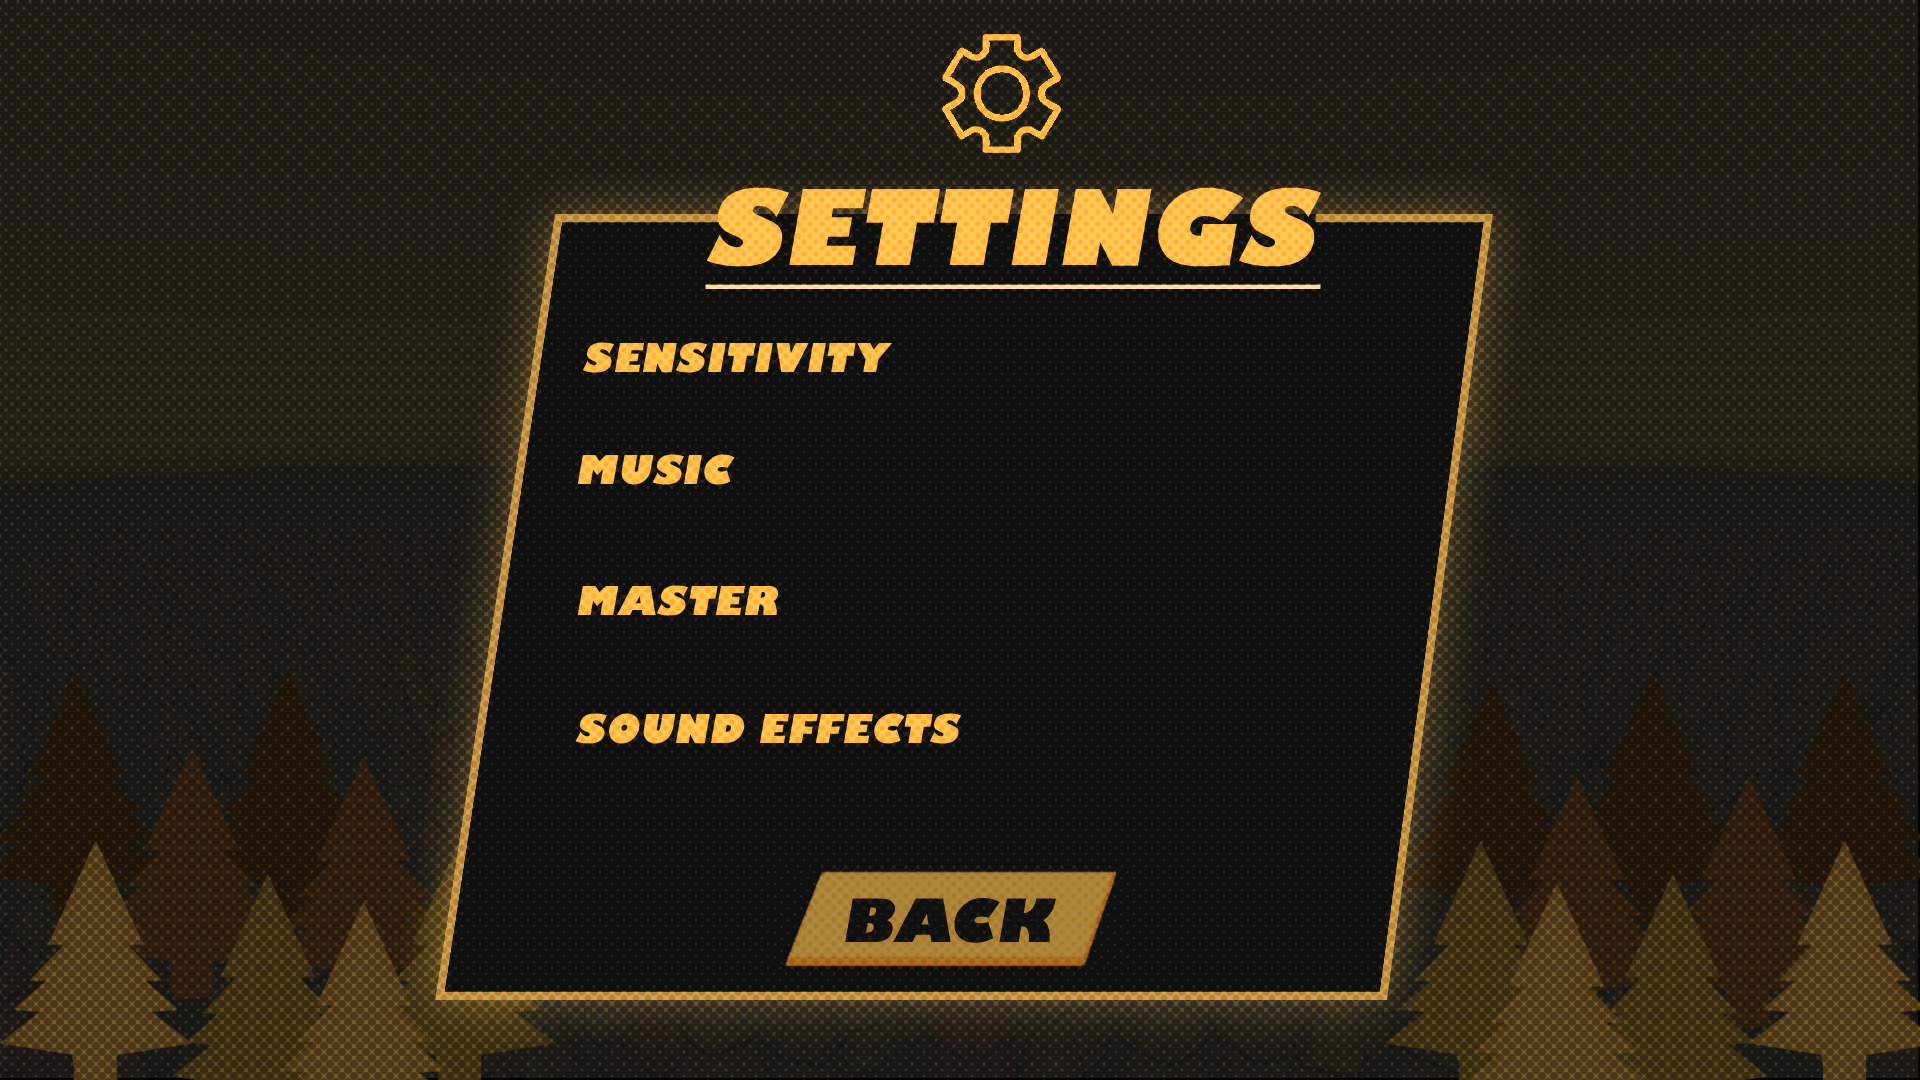 SETTINGS
SENSITIVITY
MUSIC
MASTER
SOUND EFFECTS
BACK